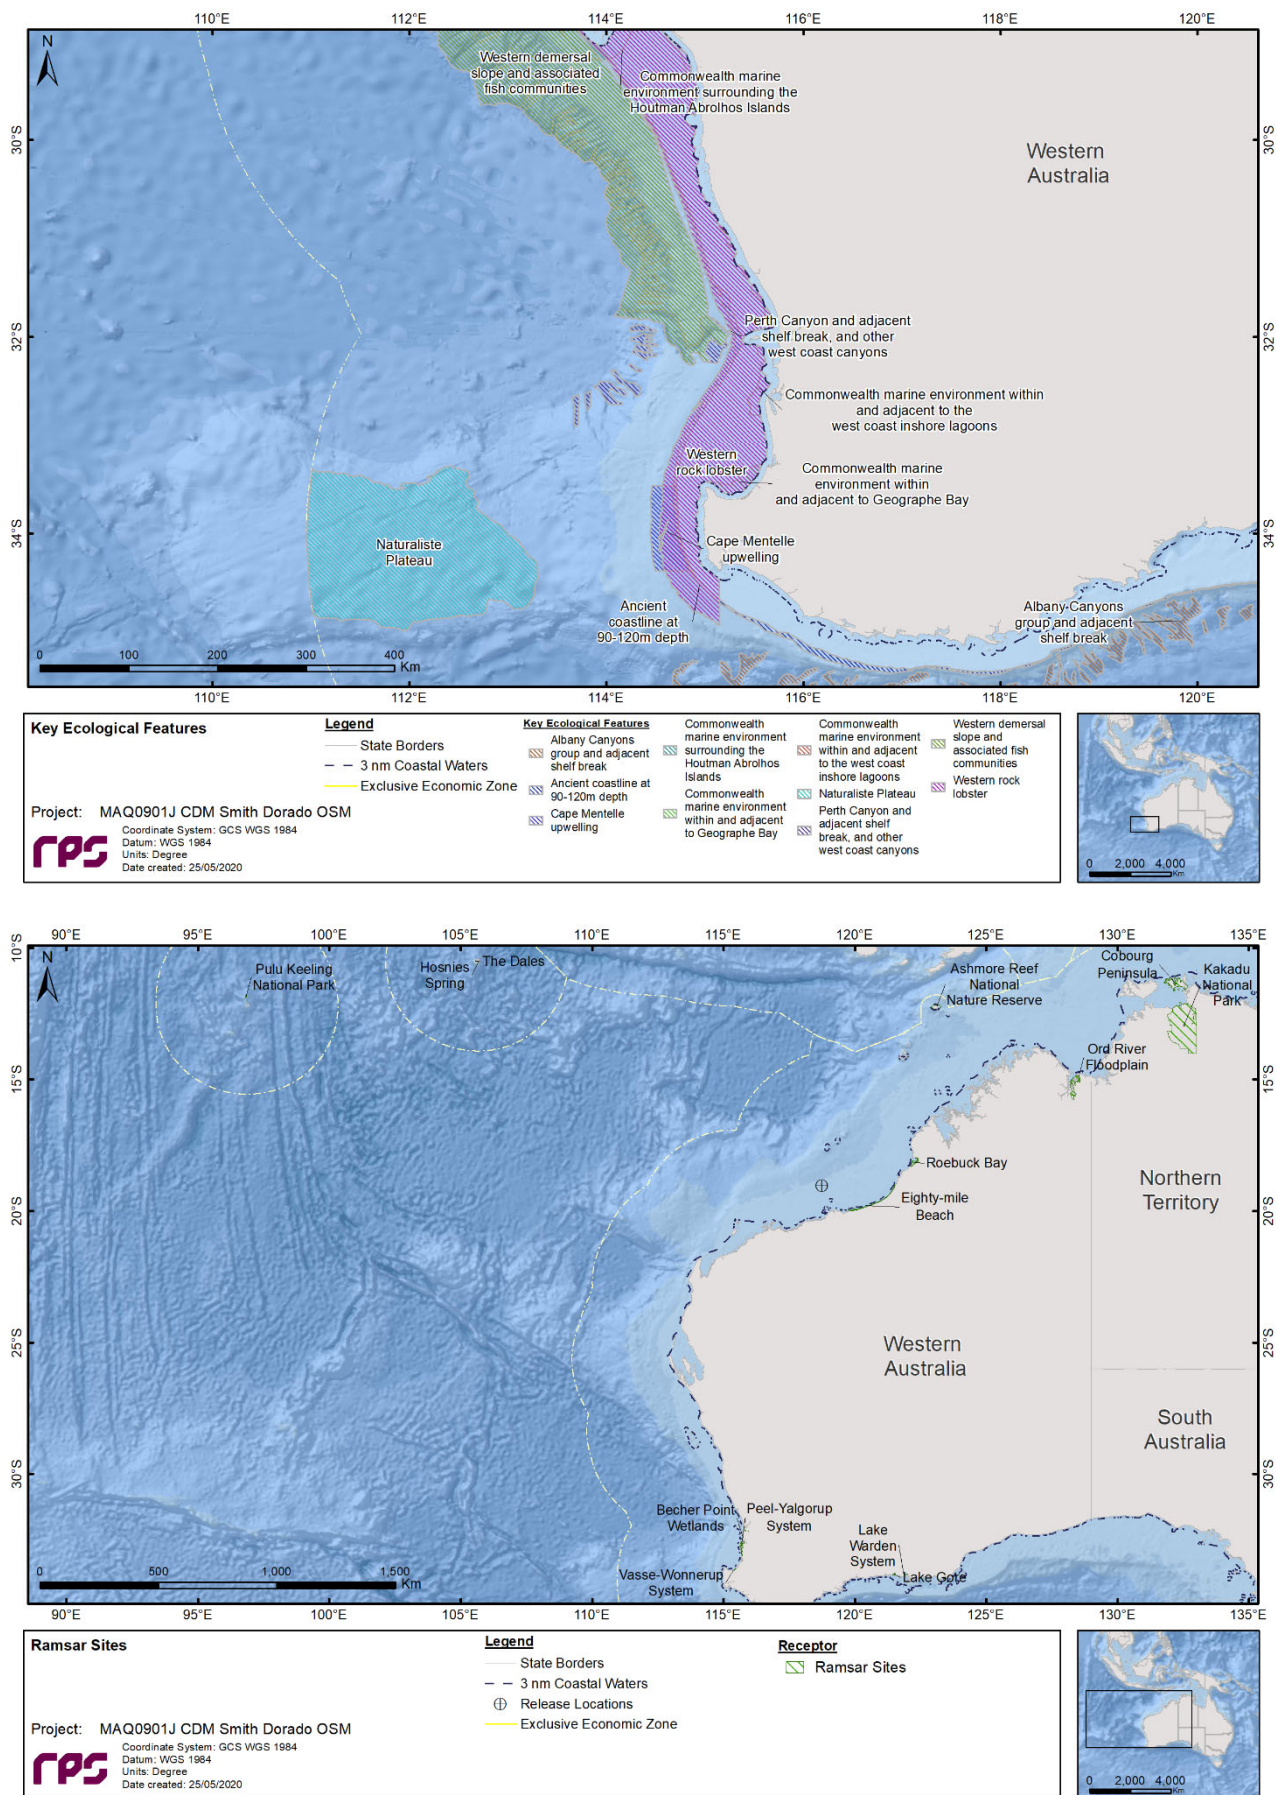 110°E 112°E 114°E 116°E 118°E 120°E
N
30°S
32°S
34°S
Western demersal
slope and associated
fish communities
Commonwealth marine
environment surrounding the
Houtman Abrolhos Islands
Western
Australia
30°S
32°S
34°S
Perth Canyon and adjacent
shelf break, and other
west coast canyons
Commonwealth marine environment within
and adjacent to the
west coast inshore lagoons
Western
rock lobster
Commonwealth marine
environment within
and adjacent to Geographe Bay
Naturaliste
Plateau
Cape Mentelle
upwelling
Ancient
coastline at
90-120m depth
Albany-Canyons
group and adjacent
shelf break
0 100 200 300 400
Km
110°E 112°E 114°E 116°E 118°E 120°E
Key Ecological Features
Legend
State Borders
3 nm Coastal Waters
Exclusive Economic Zone
Key Ecological Features
Albany Canyons
group and adjacent
shelf break
Ancient coastline at
90-120m depth
Cape Mentelle
upwelling
Commonwealth
marine environment
surrounding the
Houtman Abrolhos
Islands
Commonwealth
marine environment
within and adjacent
to Geographe Bay
Commonwealth
marine environment
within and adjacent
to the west coast
inshore lagoons
Naturaliste Plateau
Perth Canyon and
adjacent shelf
break, and other
west coast canyons
Western demersal
slope and
associated fish
communities
Western rock
lobster
Project: MAQ0901J CDM Smith Dorado OSM
rps
Coordinate System: GCS WGS 1984
Datum: WGS 1984
Units: Degree
Date created: 25/05/2020
0 2,000 4,000
Km
90°E 95°E 100°E 105°E 110°E 115°E 120°E 125°E 130°E 135°E
N
10°S
15°S
20°S
25°S
30°S
Pulu Keeling
National Park
Hosnies
Spring
The Dales
Ashmore Reef
National
Nature Reserve
Cobourg
Peninsula
Kakadu
National
Park
Ord River
Floodplain
Roebuck Bay
Eighty-mile
Beach
Northern
Territory
Western
Australia
South
Australia
Becher Point
Wetlands
Peel-Yalgorup
System
Vasse-Wonnerup
System
Lake
Warden
System
Lake Gore
10°S
15°S
20°S
25°S
30°S
0 500 1,000 1,500
Km
90°E 95°E 100°E 105°E 110°E 115°E 120°E 125°E 130°E 135°E
Ramsar Sites
Legend
State Borders
3 nm Coastal Waters
Release Locations
Exclusive Economic Zone
Receptor
Ramsar Sites
Project: MAQ0901J CDM Smith Dorado OSM
rps
Coordinate System: GCS WGS 1984
Datum: WGS 1984
Units: Degree
Date created: 25/05/2020
0 2,000 4,000
Km